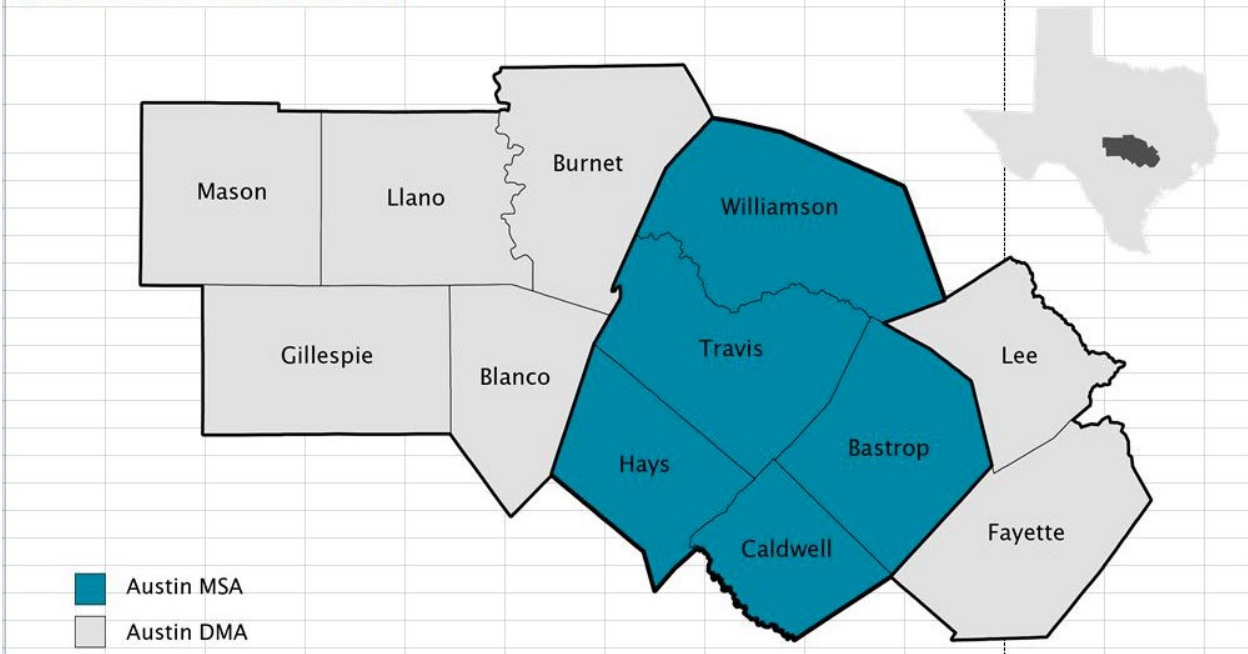 Burnet
Mason
Llano
Williamson
Gillespie
Blanco
Travis
Lee
Hays
Bastrop
Caldwell
Fayette
Austin MSA
Austin DMA